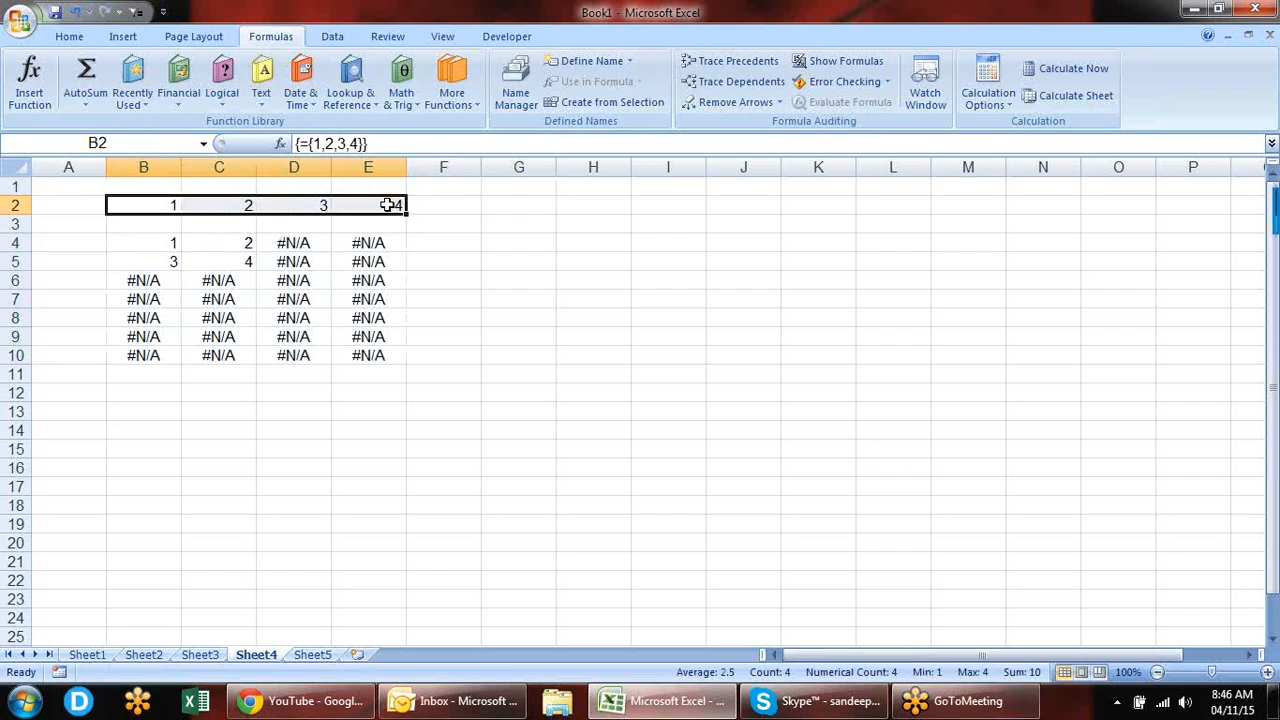 Book1 - Microsoft Excel
Home Insert Page Layout Formulas Data Review View Developer
fx Insert Function
Σ AutoSum
Recently Used
Financial
Logical
A Text
Date & Time
Lookup & Reference
θ Math & Trig
More Functions
Function Library
Name Manager
Define Name
Use in Formula
Create from Selection
Defined Names
Trace Precedents
Trace Dependents
Remove Arrows
Show Formulas
Error Checking
Evaluate Formula
Formula Auditing
Watch Window
Calculation Options
Calculate Now
Calculate Sheet
Calculation
B2 fx {={1,2,3,4}}
A B C D E F G H I J K L M N O P
1
2 1 2 3 4
3
4 1 2 #N/A #N/A
5 3 4 #N/A #N/A
6 #N/A #N/A #N/A #N/A
7 #N/A #N/A #N/A #N/A
8 #N/A #N/A #N/A #N/A
9 #N/A #N/A #N/A #N/A
10 #N/A #N/A #N/A #N/A
11
12
13
14
15
16
17
18
19
20
21
22
23
24
25
Sheet1 Sheet2 Sheet3 Sheet4 Sheet5
Ready Average: 2.5 Count: 4 Numerical Count: 4 Min: 1 Max: 4 Sum: 10 100%
D YouTube - Googl... Inbox - Microsoft ... Microsoft Excel - ... Skype™ - sandeep... GoToMeeting
8:46 AM
04/11/15